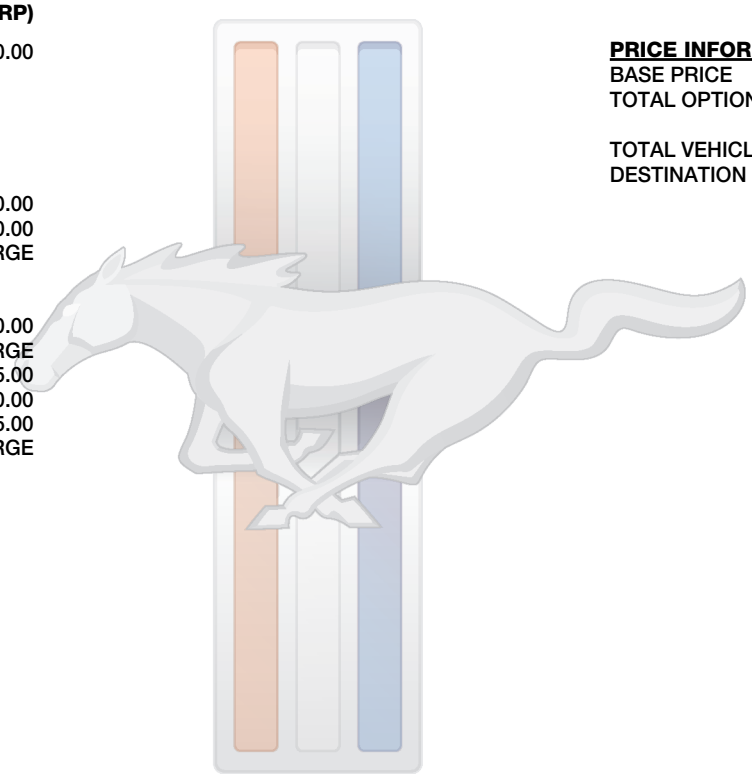 RP)
0.00
0.00
0.00
RGE
0.00
RGE
5.00
0.00
5.00
RGE
PRICE INFOR
BASE PRICE
TOTAL OPTION
TOTAL VEHICL
DESTINATION